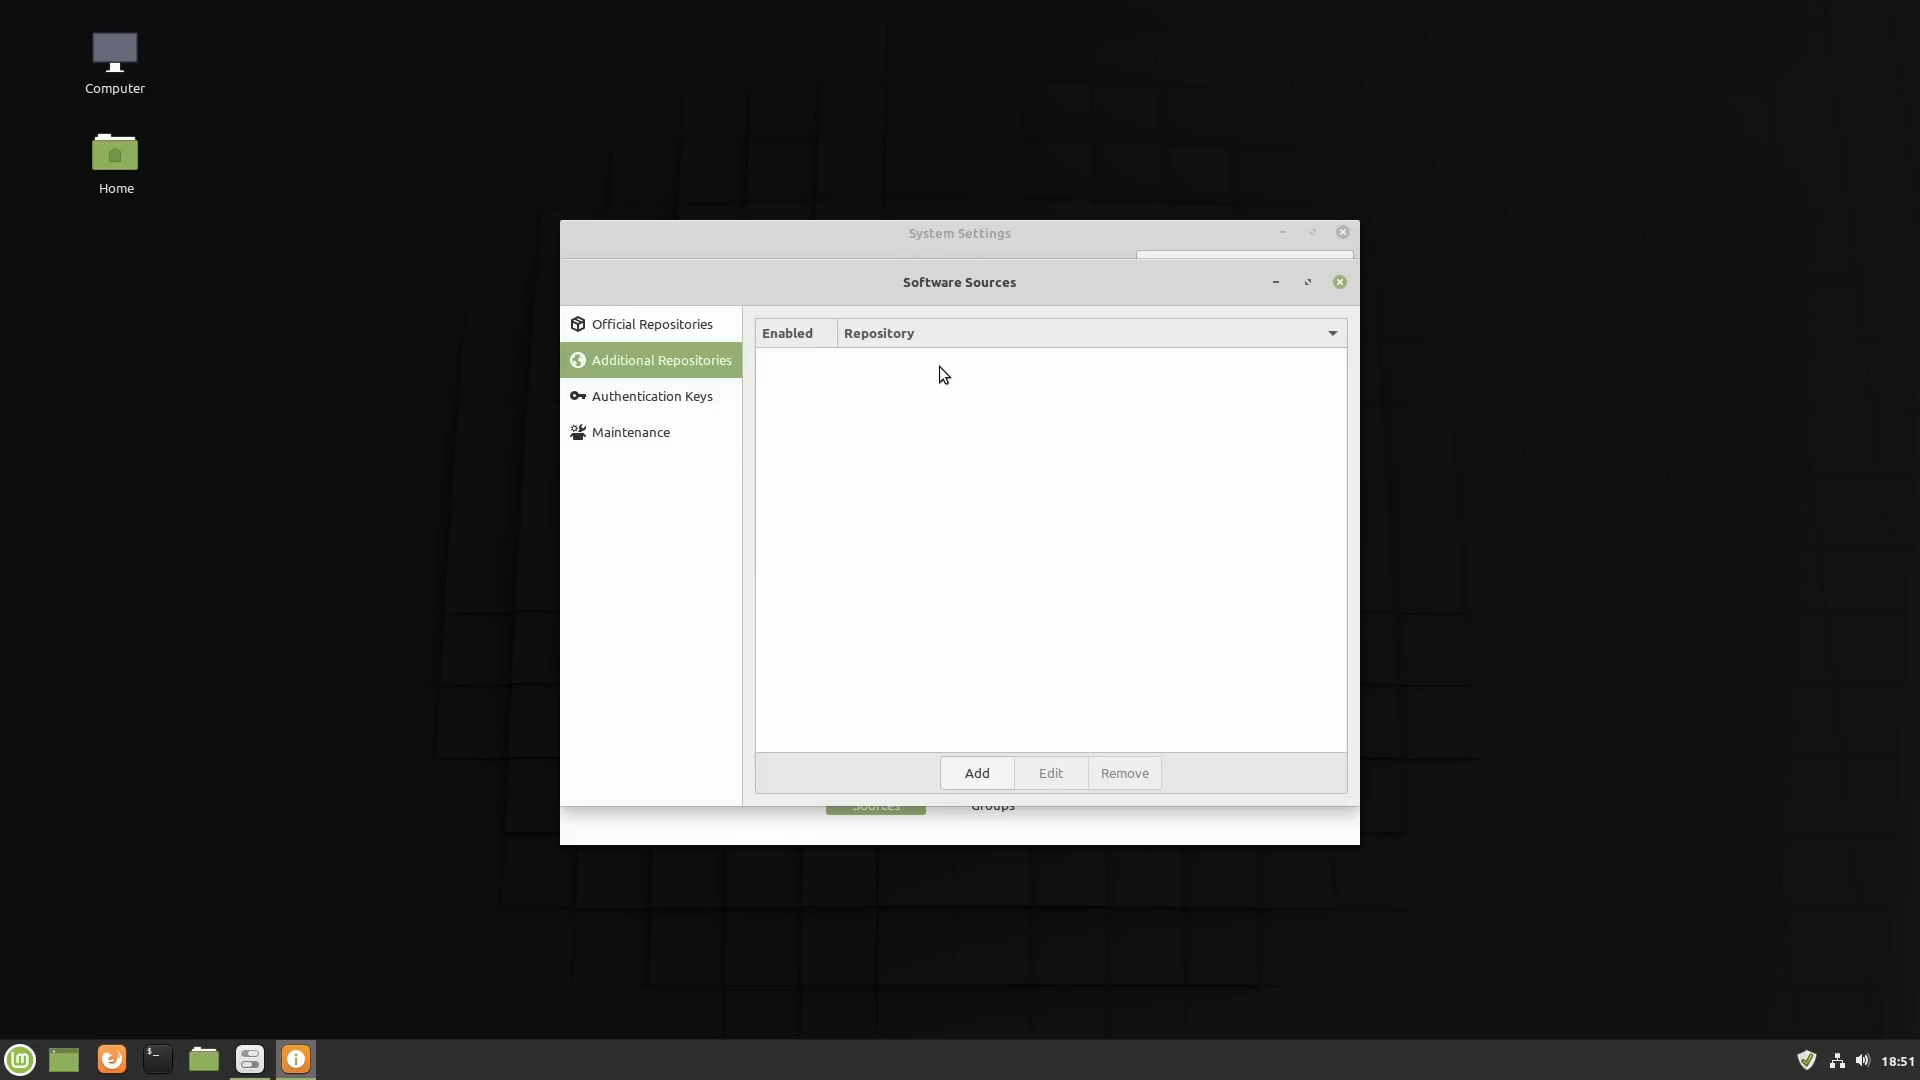 Computer
Home
System Settings
Software Sources
Official Repositories
Additional Repositories
Authentication Keys
Maintenance
Enabled
Repository
Add
Edit
Remove
Sources
Groups
18:51